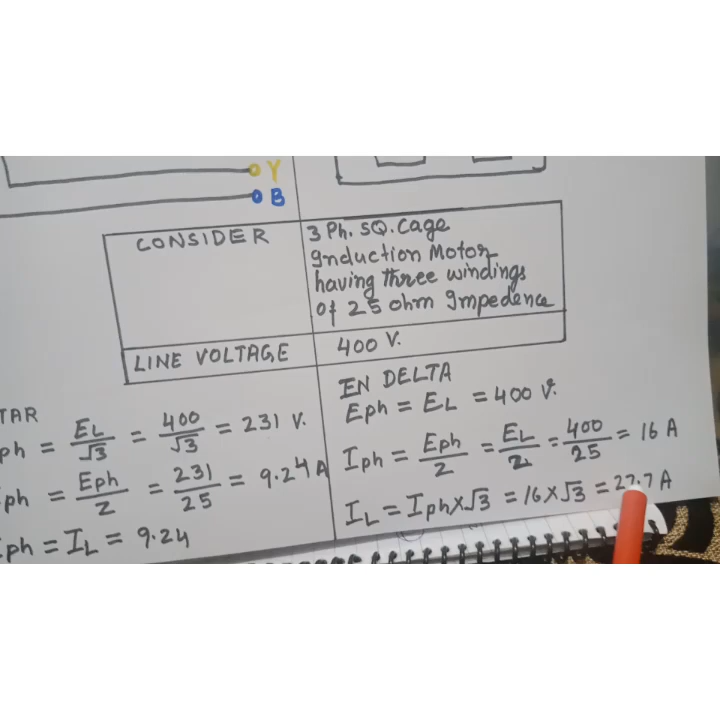 Y
B
CONSIDER
3 Ph. SQ. Cage
Induction Motor
having three windings
Of 25 ohm Impedence
LINE VOLTAGE
400 V.
TAR
ph = EL/√3 = 400/√3 = 231 V.
ph = Eph/Z = 231/25 = 9.24A
ph = IL = 9.24
EN DELTA
Eph = EL = 400 V.
Iph = Eph/Z = EL/Z = 400/25 = 16 A
IL = Iph×√3 = 16×√3 = 27.7 A